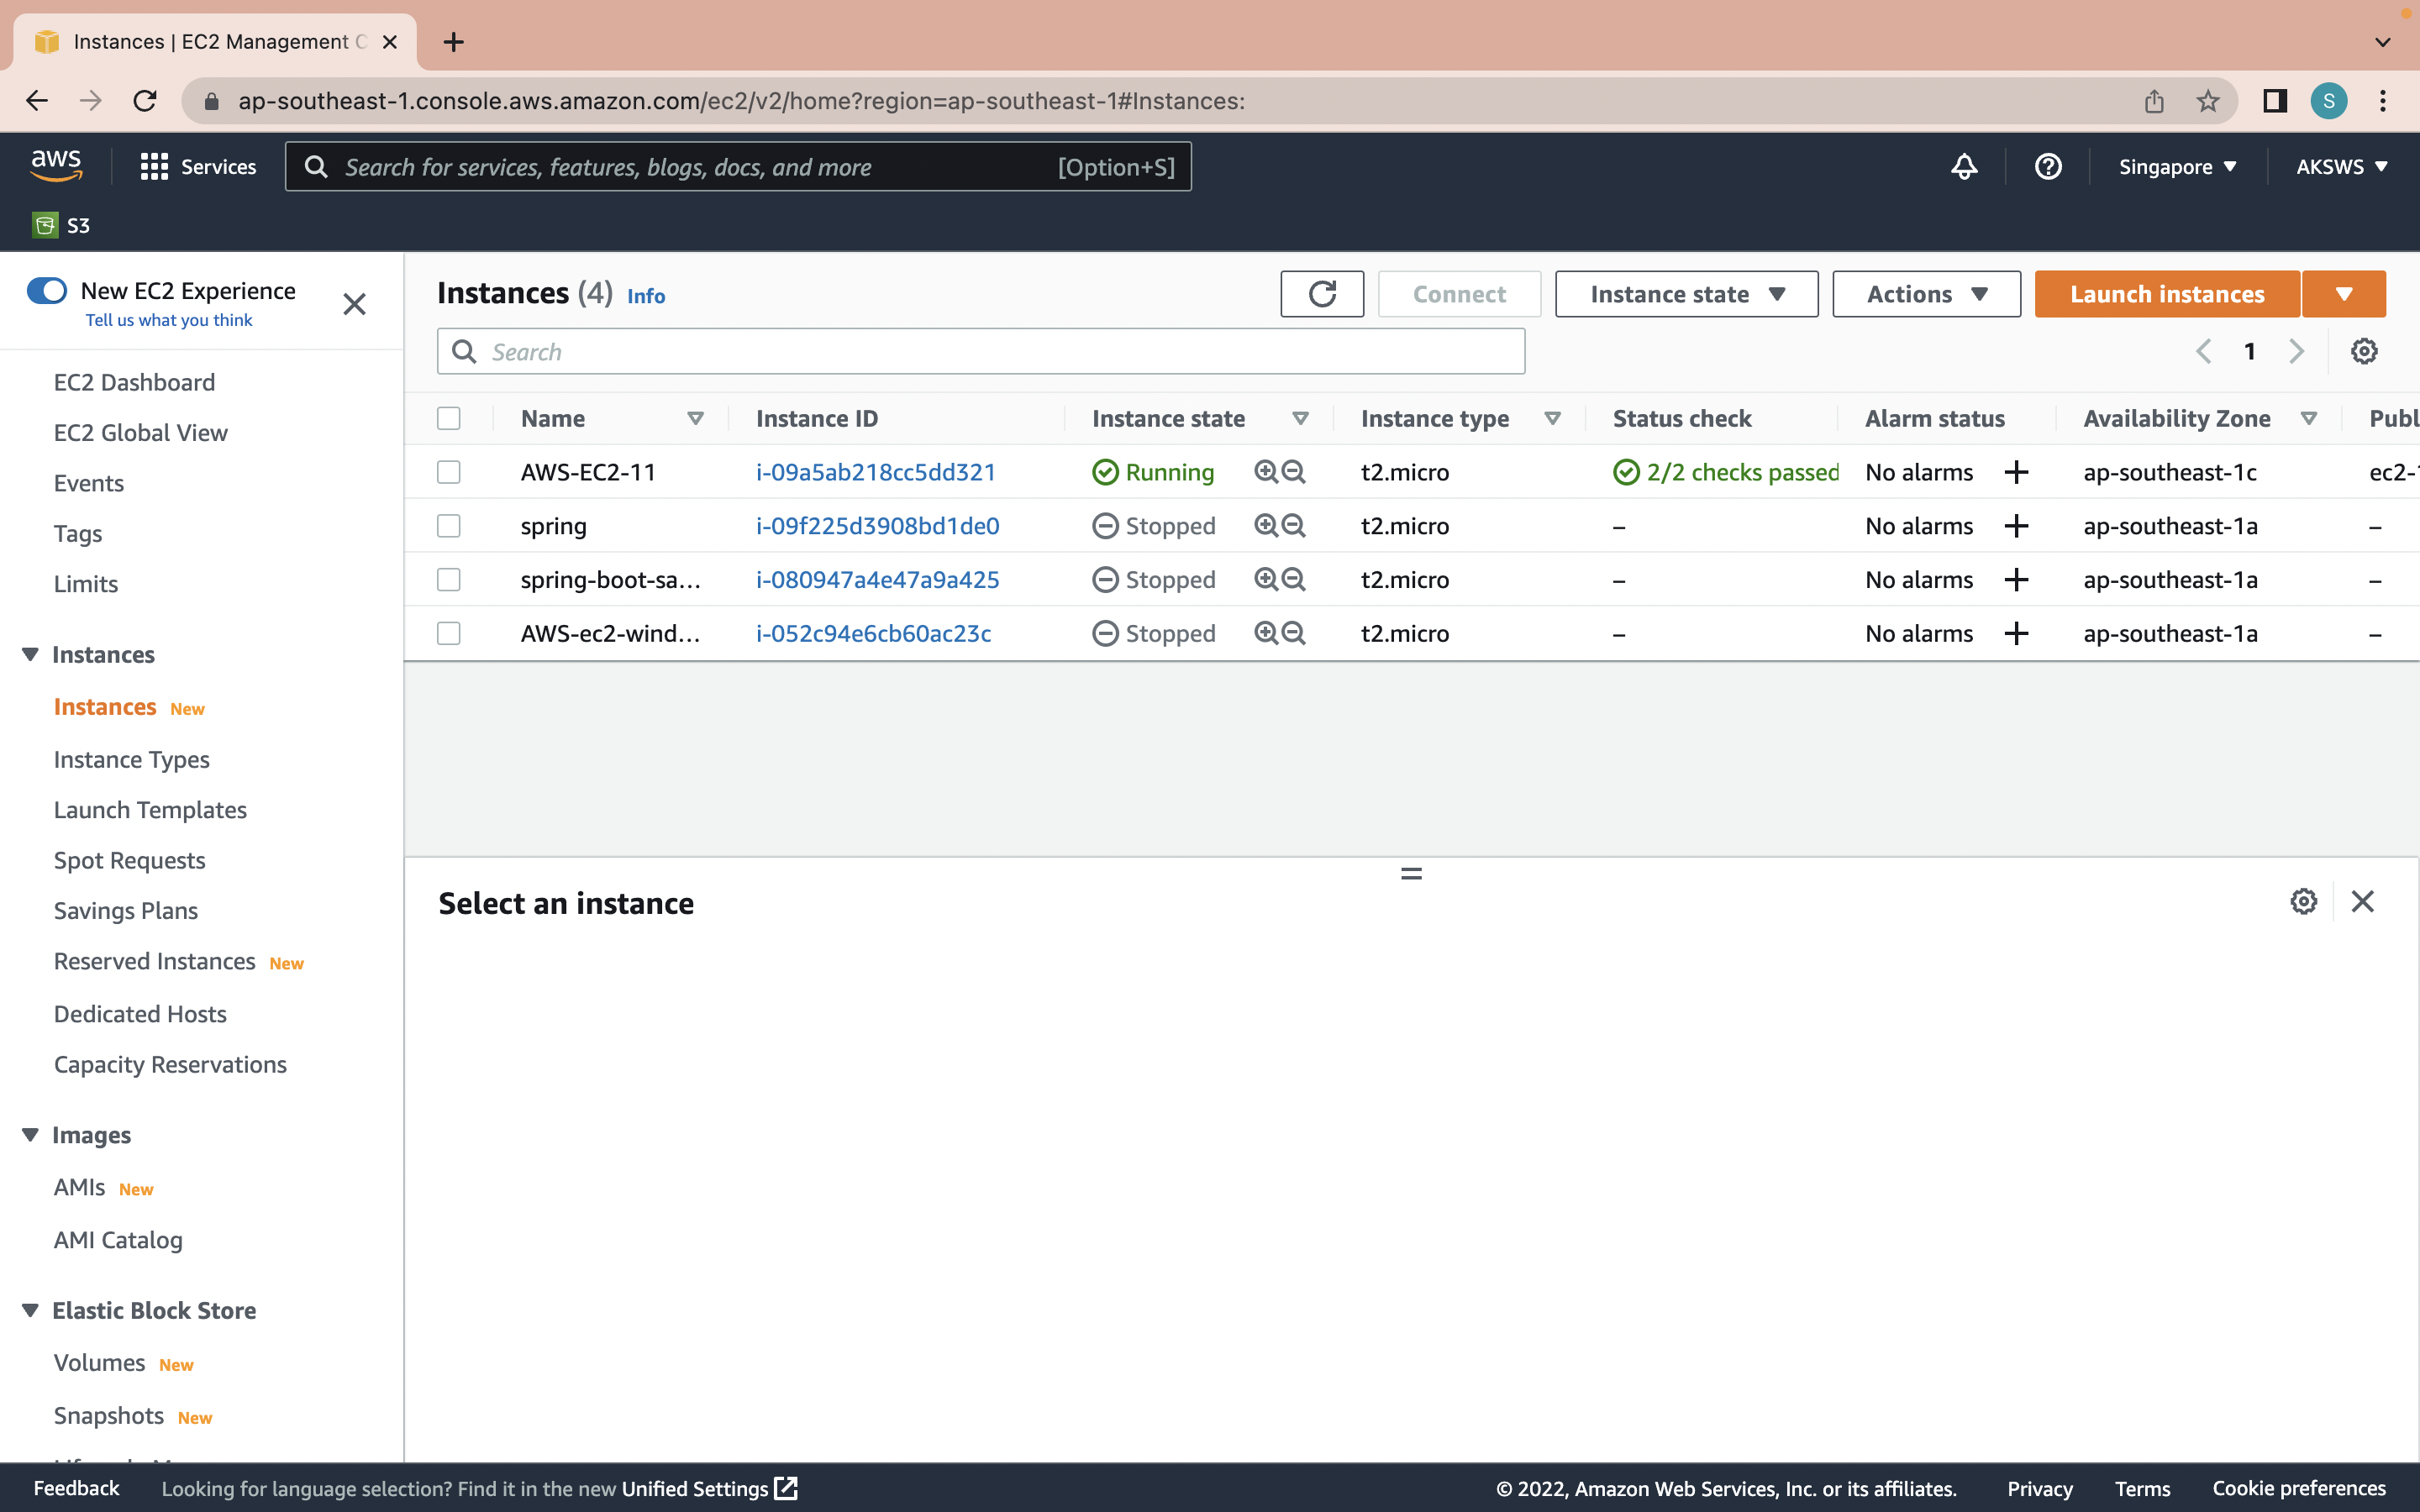 Instances | EC2 Management C
ap-southeast-1.console.aws.amazon.com/ec2/v2/home?region=ap-southeast-1#Instances:
S
aws
Services
Search for services, features, blogs, docs, and more
[Option+S]
Singapore
AKSWS
S3
New EC2 Experience
Tell us what you think
EC2 Dashboard
EC2 Global View
Events
Tags
Limits
Instances
Instances New
Instance Types
Launch Templates
Spot Requests
Savings Plans
Reserved Instances New
Dedicated Hosts
Capacity Reservations
Images
AMIs New
AMI Catalog
Elastic Block Store
Volumes New
Snapshots New
Instances (4) Info
Connect
Instance state
Actions
Launch instances
Search
1
Name Instance ID Instance state Instance type Status check Alarm status Availability Zone Publ
AWS-EC2-11 i-09a5ab218cc5dd321 Running t2.micro 2/2 checks passed No alarms + ap-southeast-1c ec2-
spring i-09f225d3908bd1de0 Stopped t2.micro – No alarms + ap-southeast-1a –
spring-boot-sa... i-080947a4e47a9a425 Stopped t2.micro – No alarms + ap-southeast-1a –
AWS-ec2-wind... i-052c94e6cb60ac23c Stopped t2.micro – No alarms + ap-southeast-1a –
Select an instance
Feedback
Looking for language selection? Find it in the new Unified Settings
© 2022, Amazon Web Services, Inc. or its affiliates.
Privacy
Terms
Cookie preferences